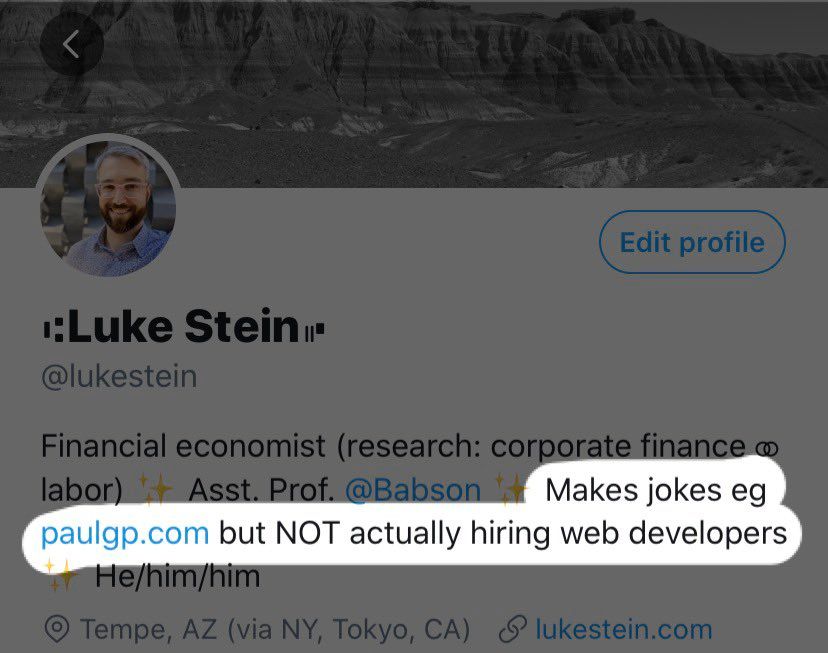 Edit profile
⑆Luke Stein⑈
@lukestein
Financial economist (research: corporate finance ⚭
labor) ✨ Asst. Prof. @Babson ✨ Makes jokes eg
paulgp.com but NOT actually hiring web developers
✨ He/him/him
Tempe, AZ (via NY, Tokyo, CA) lukestein.com